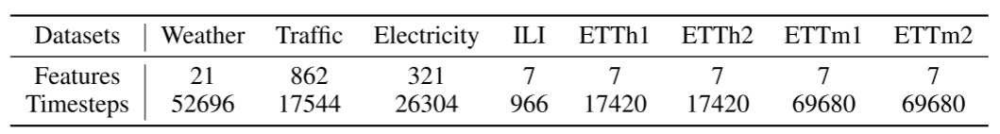 Datasets Weather Traffic Electricity ILI ETTh1 ETTh2 ETTm1 ETTm2
Features 21 862 321 7 7 7 7 7
Timesteps 52696 17544 26304 966 17420 17420 69680 69680